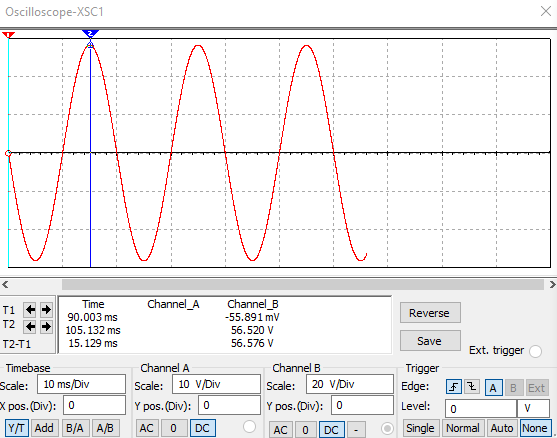 Oscilloscope-XSC1
1
2
Time Channel_A Channel_B
T1 90.003 ms -55.891 mV
T2 105.132 ms 56.520 V
T2-T1 15.129 ms 56.576 V
Reverse
Save
Ext. trigger
Timebase Channel A Channel B Trigger
Scale: 10 ms/Div Scale: 10 V/Div Scale: 20 V/Div Edge: A B Ext
X pos.(Div): 0 Y pos.(Div): 0 Y pos.(Div): 0 Level: 0 V
Y/T Add B/A A/B AC 0 DC AC 0 DC - Single Normal Auto None